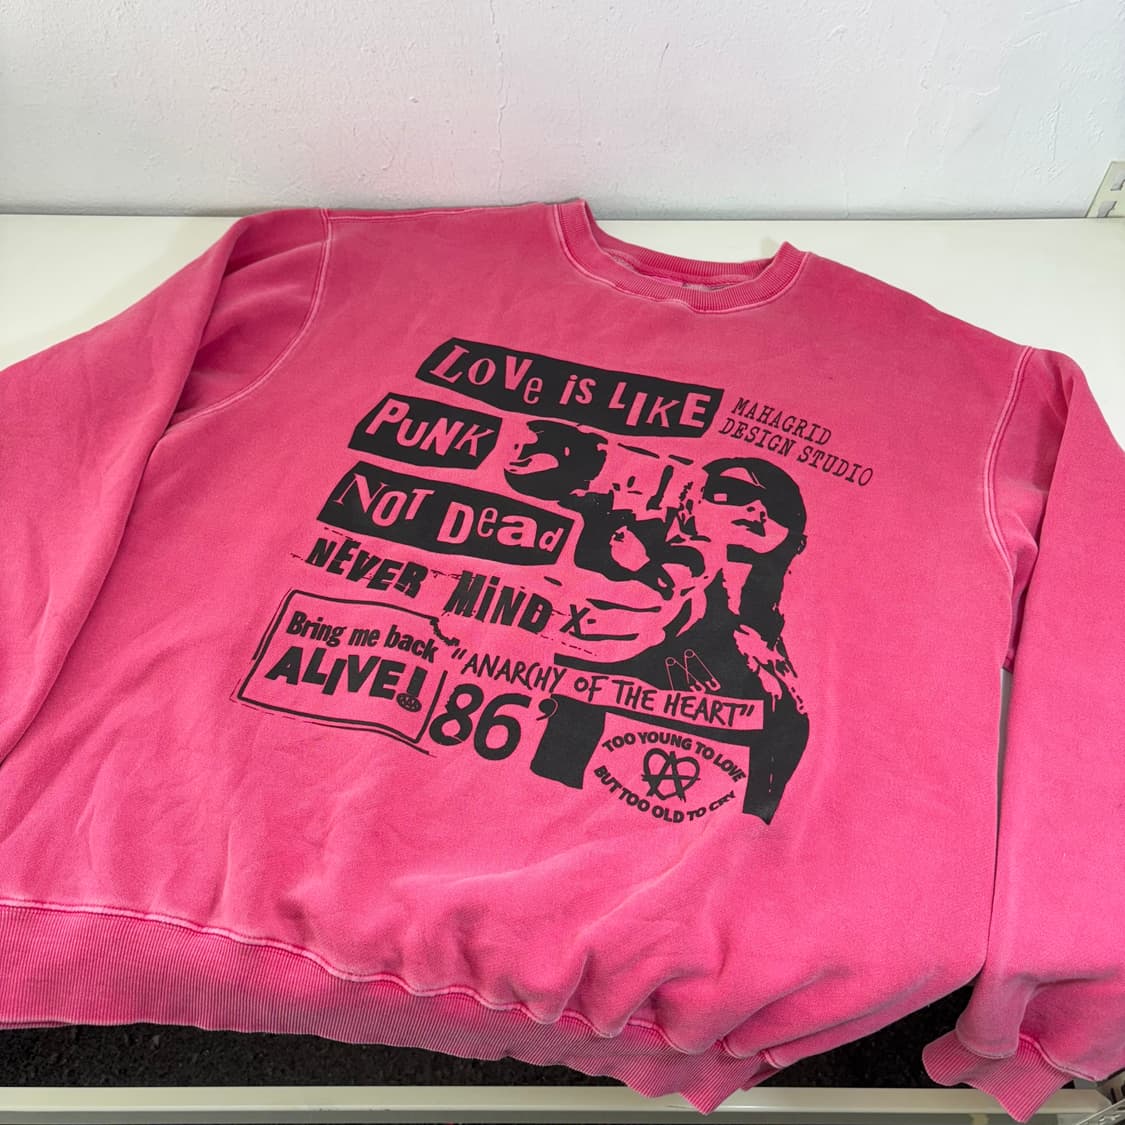 LOVe iS LIKE
MAHAGRID
DESIGN STUDIO
PUNK
NOT Dead
NEVER MiND X
Bring me back
ALIVE!
"ANARCHY OF THE HEART"
86'
TOO YOUNG TO LOVE
BUT TOO OLD TO CRY